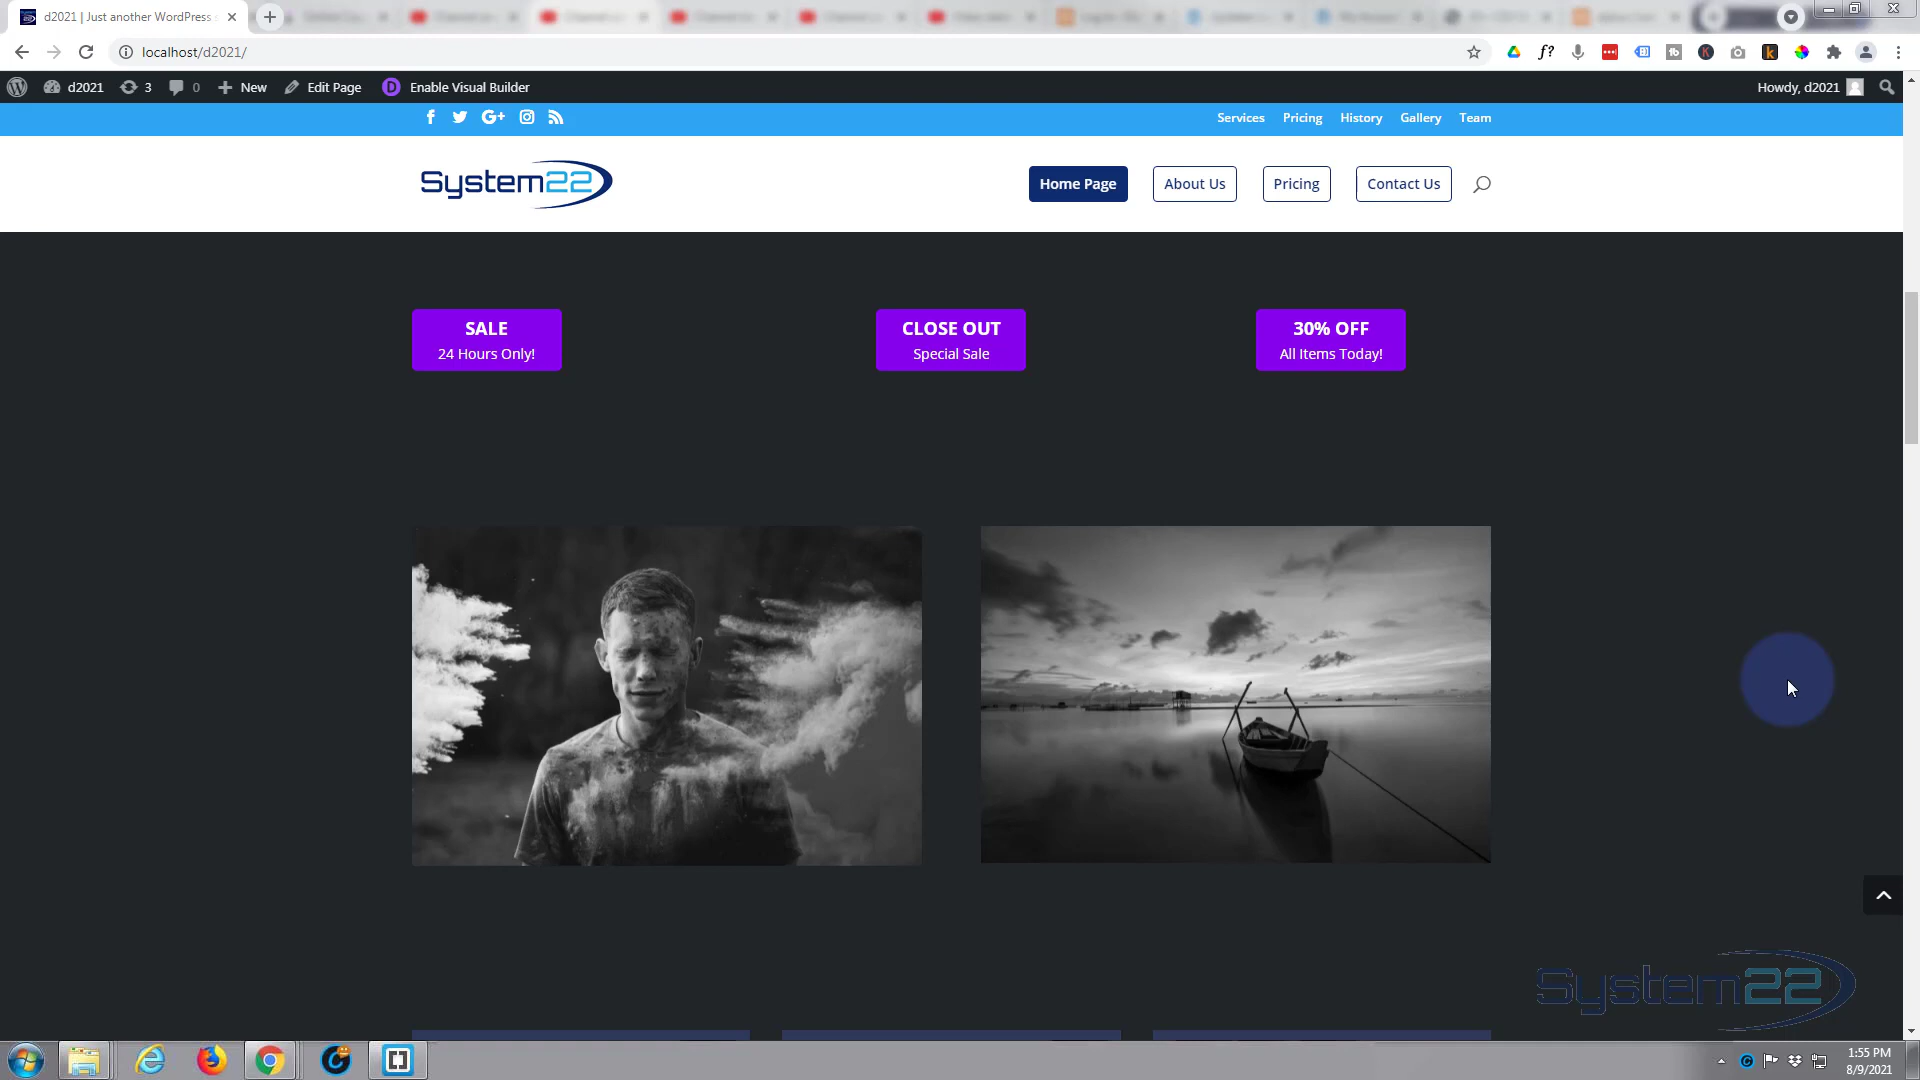 d2021 | Just another WordPress s
localhost/d2021/
d2021
3
0
New
Edit Page
Enable Visual Builder
Howdy, d2021
Services
Pricing
History
Gallery
Team
System22
Home Page
About Us
Pricing
Contact Us
SALE
24 Hours Only!
CLOSE OUT
Special Sale
30% OFF
All Items Today!
System22
1:55 PM
8/9/2021